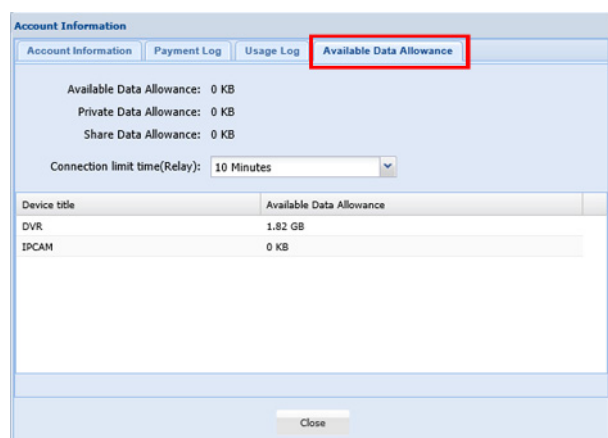 Account Information
Account Information Payment Log Usage Log Available Data Allowance
Available Data Allowance: 0 KB
Private Data Allowance: 0 KB
Share Data Allowance: 0 KB
Connection limit time(Relay): 10 Minutes
Device title Available Data Allowance
DVR 1.82 GB
IPCAM 0 KB
Close